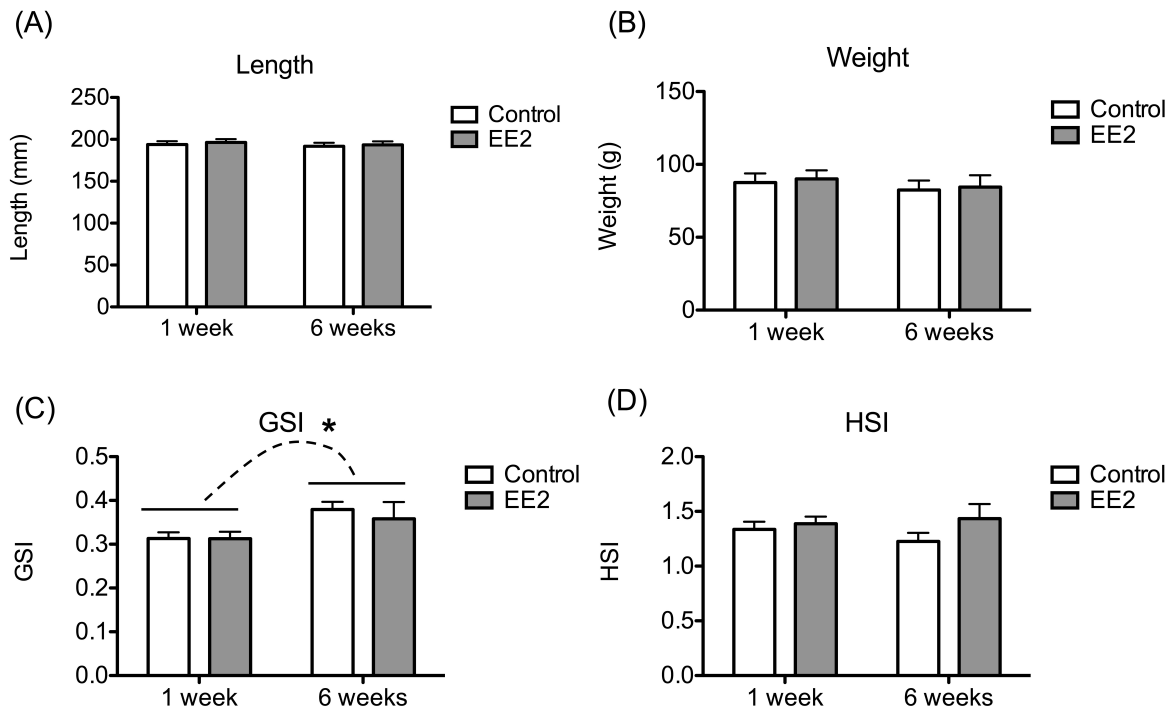 (A)
Length
250
200
150
100
50
0
Length (mm)
1 week
6 weeks
Control
EE2
(B)
Weight
150
100
50
0
Weight (g)
1 week
6 weeks
Control
EE2
(C)
GSI *
0.5
0.4
0.3
0.2
0.1
0.0
GSI
1 week
6 weeks
Control
EE2
(D)
HSI
2.0
1.5
1.0
0.5
0.0
HSI
1 week
6 weeks
Control
EE2